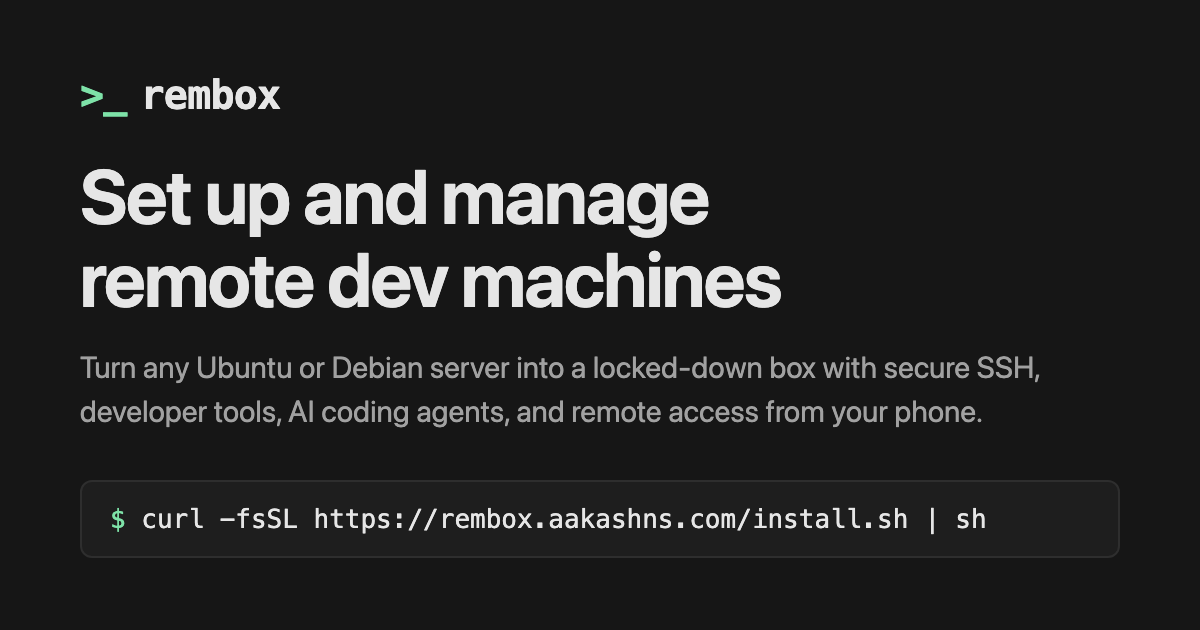 >_ rembox
Set up and manage
remote dev machines
Turn any Ubuntu or Debian server into a locked-down box with secure SSH,
developer tools, AI coding agents, and remote access from your phone.
$ curl -fsSL https://rembox.aakashns.com/install.sh | sh